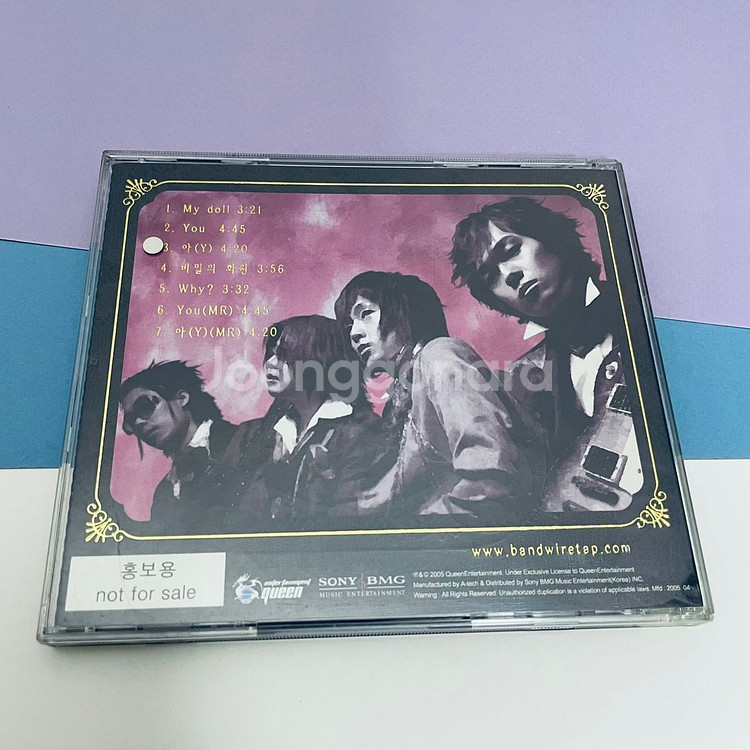 1. My doll 3:21
2. You 4:45
3. 아(Y) 4:20
4. 비밀의 화원 3:56
5. Why? 3:32
6. You(MR) 4:45
7. 아(Y)(MR) 4.20
Joonggonara
www.bandwiretap.com
홍보용
not for sale
entertainment
queen
SONY BMG
MUSIC ENTERTAINMENT
℗&© 2005 QueenEntertainment. Under Exclusive License to QueenEntertainment
Manufactured by A-tech & Distributed by Sony BMG Music Entertainment(Korea) INC.
Warning : All Rights Reserved. Unauthorized duplication is a violation of applicable laws. Mfd : 2005. 04